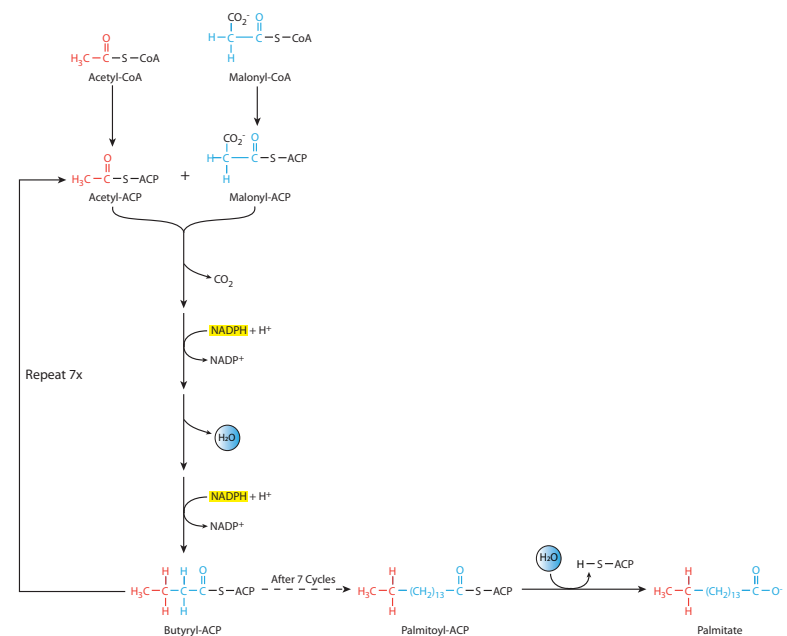 CO₂⁻ O
O
H–C–C–S–CoA
H₃C–C–S–CoA
H
Acetyl-CoA
Malonyl-CoA
CO₂⁻ O
O
H–C–C–S–ACP
H₃C–C–S–ACP
+
H
Acetyl-ACP
Malonyl-ACP
CO₂
NADPH + H⁺
NADP⁺
Repeat 7x
H₂O
NADPH + H⁺
NADP⁺
H₂O
H–S–ACP
H H O
H₃C–C–C–C–S–ACP
H H
After 7 Cycles
H O
H₃C–C–(CH₂)₁₃–C–S–ACP
H
H O
H₃C–C–(CH₂)₁₃–C–O⁻
H
Butyryl-ACP
Palmitoyl-ACP
Palmitate